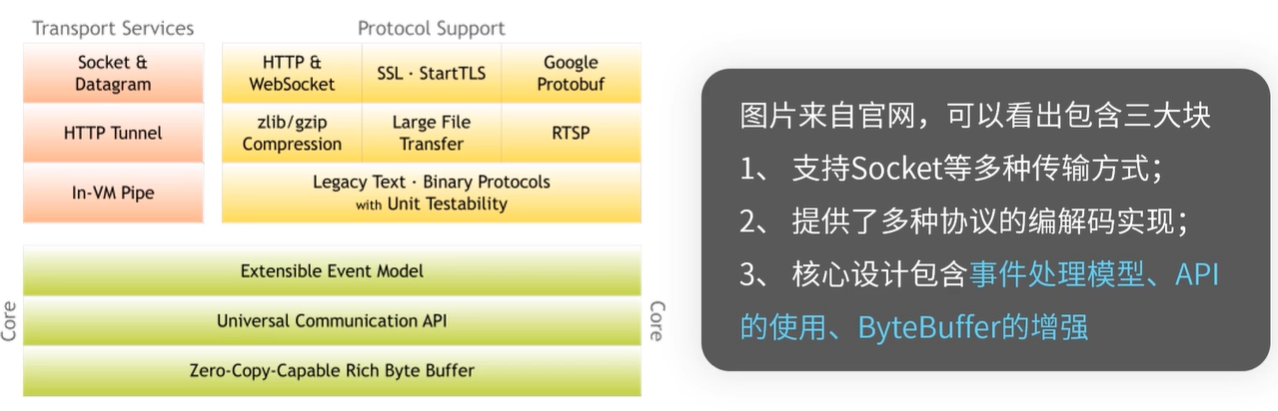 Transport Services
Socket &
Datagram
HTTP Tunnel
In-VM Pipe
Protocol Support
HTTP &
WebSocket
SSL · StartTLS
Google
Protobuf
zlib/gzip
Compression
Large File
Transfer
RTSP
Legacy Text · Binary Protocols
with Unit Testability
Core
Extensible Event Model
Universal Communication API
Zero-Copy-Capable Rich Byte Buffer
Core
图片来自官网，可以看出包含三大块
1、 支持Socket等多种传输方式；
2、 提供了多种协议的编解码实现；
3、 核心设计包含事件处理模型、API
的使用、ByteBuffer的增强